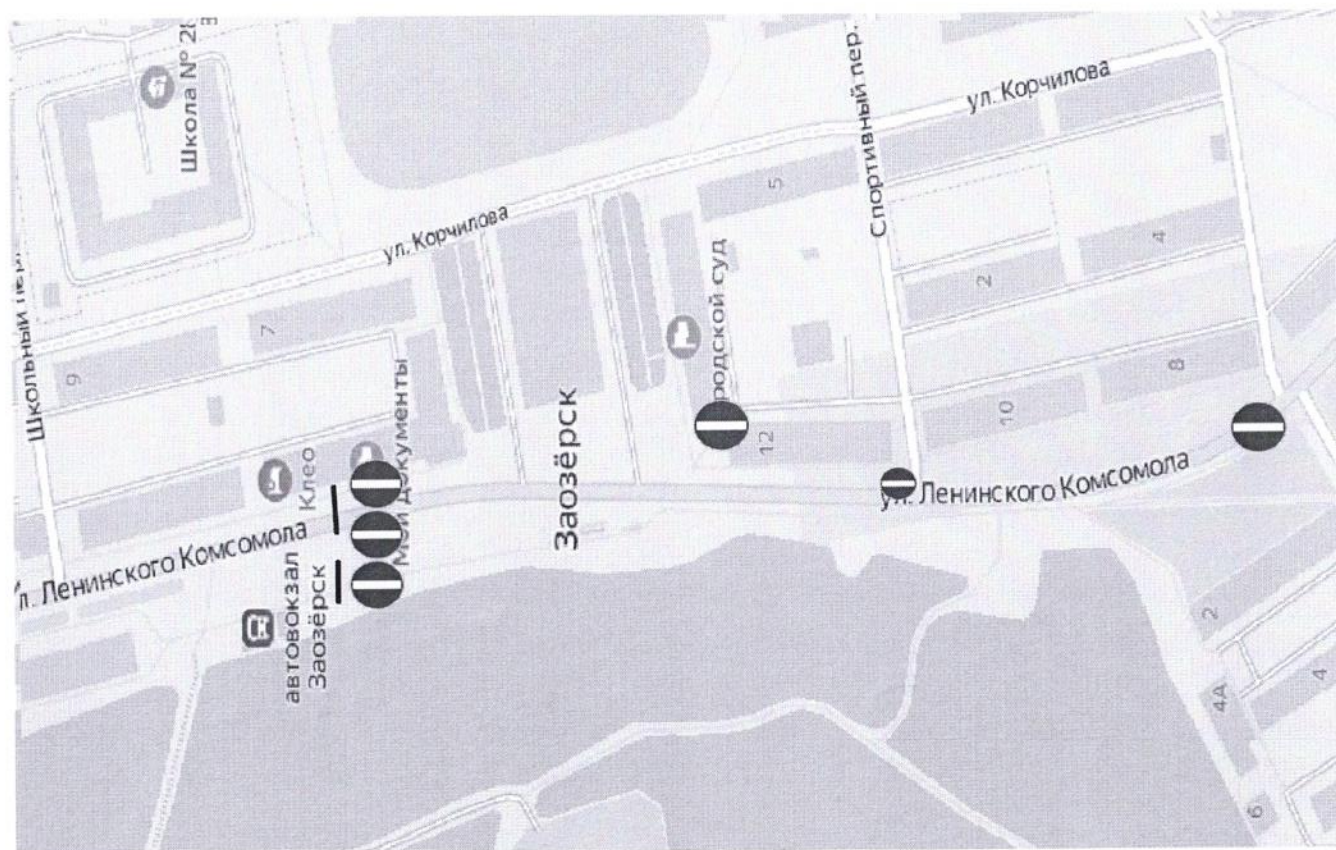 Школа № 2
ул. Корчилова
Спортивный пер.
5
ул. Корчилова
Школьный пер.
7
9
2
4
родской суд
Мои документы
Заозёрск
12
10
8
Клео
ул. Ленинского Комсомола
л. Ленинского Комсомола
автовокзал
Заозёрск
2
4А
4
6